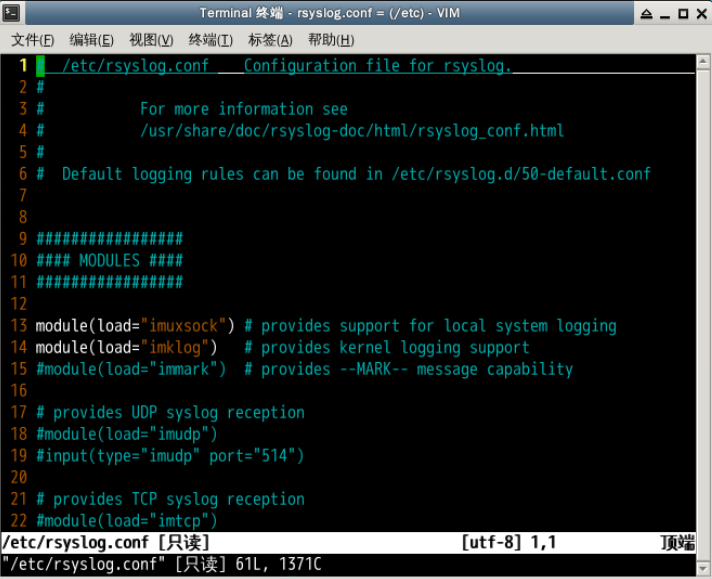 Terminal 终端 - rsyslog.conf = (/etc) - VIM
文件(F) 编辑(E) 视图(V) 终端(T) 标签(A) 帮助(H)
1 #  /etc/rsyslog.conf    Configuration file for rsyslog.
2 #
3 #           For more information see
4 #           /usr/share/doc/rsyslog-doc/html/rsyslog_conf.html
5 #
6 #  Default logging rules can be found in /etc/rsyslog.d/50-default.conf
7
8
9 #################
10 #### MODULES ####
11 #################
12
13 module(load="imuxsock") # provides support for local system logging
14 module(load="imklog")   # provides kernel logging support
15 #module(load="immark")  # provides --MARK-- message capability
16
17 # provides UDP syslog reception
18 #module(load="imudp")
19 #input(type="imudp" port="514")
20
21 # provides TCP syslog reception
22 #module(load="imtcp")
/etc/rsyslog.conf [只读] [utf-8] 1,1 顶端
"/etc/rsyslog.conf" [只读] 61L, 1371C